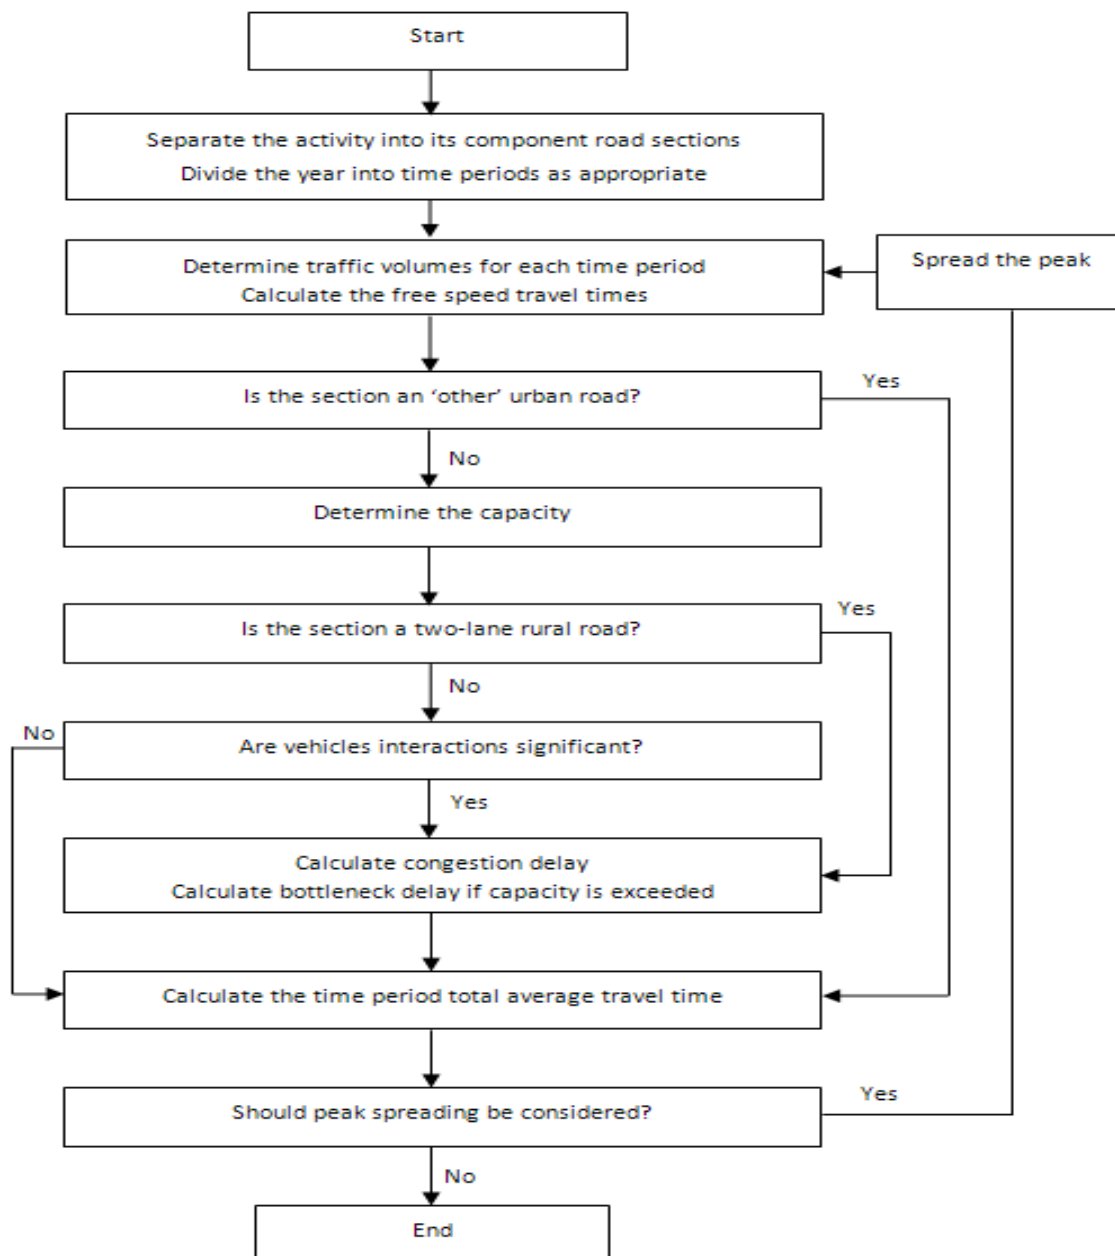 Start
Separate the activity into its component road sections
Divide the year into time periods as appropriate
Determine traffic volumes for each time period
Calculate the free speed travel times
Spread the peak
Is the section an ‘other’ urban road?
Yes
No
Determine the capacity
Is the section a two-lane rural road?
Yes
No
Are vehicles interactions significant?
No
Yes
Calculate congestion delay
Calculate bottleneck delay if capacity is exceeded
Calculate the time period total average travel time
Should peak spreading be considered?
Yes
No
End